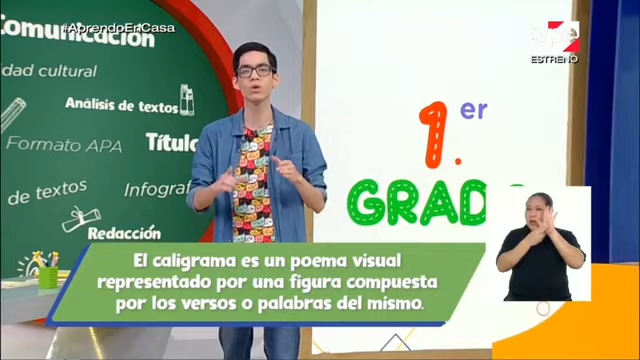 #AprendoEnCasa
Comunicación
dad cultural
Análisis de textos
Formato APA
Título
de textos
Infograf
Redacción
1.er
GRADO
ESTRENO
El caligrama es un poema visual
representado por una figura compuesta
por los versos o palabras del mismo.